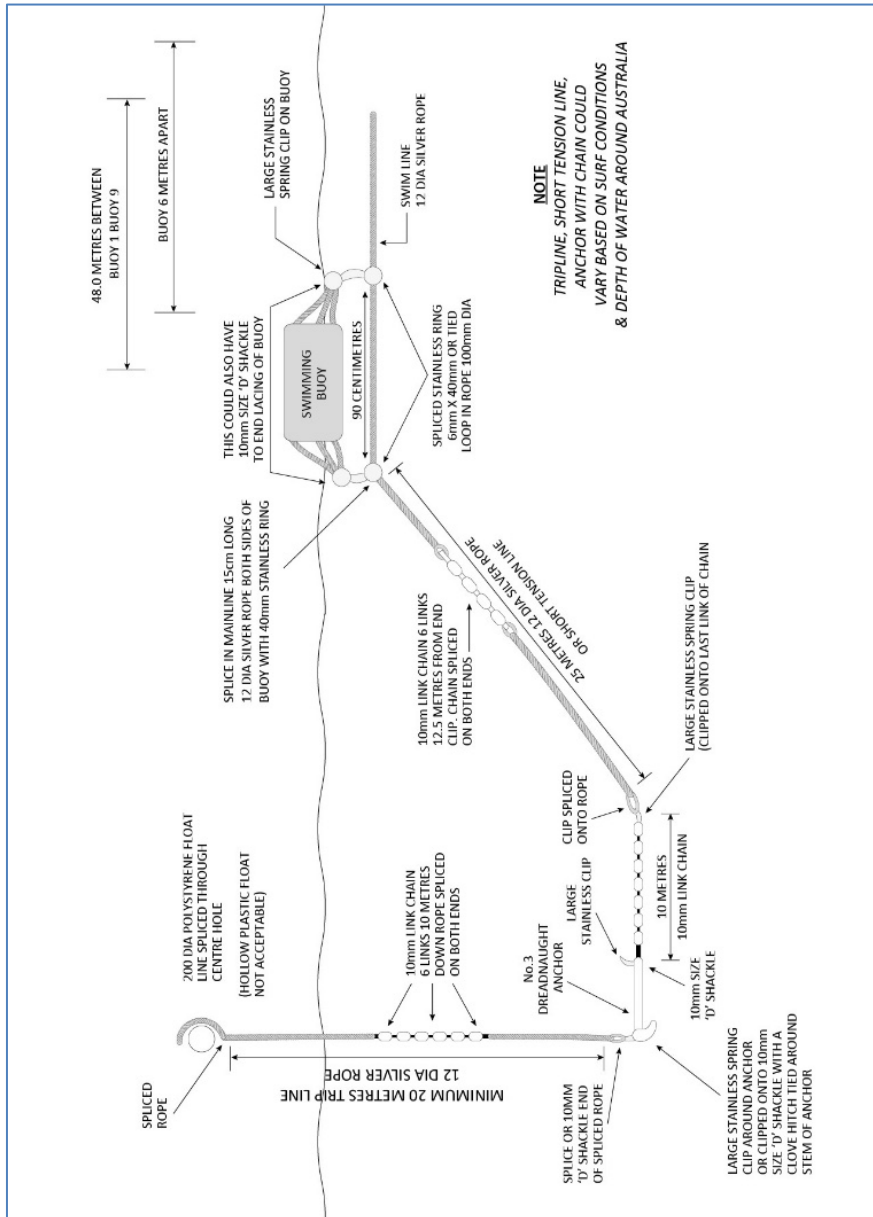 200 DIA POLYSTYRENE FLOAT
LINE SPLICED THROUGH
CENTRE HOLE
(HOLLOW PLASTIC FLOAT
NOT ACCEPTABLE)
SPLICED
ROPE
MINIMUM 20 METRES TRIP LINE
12 DIA SILVER ROPE
10mm LINK CHAIN
6 LINKS 10 METRES
DOWN ROPE SPLICED
ON BOTH ENDS
SPLICE OR 10MM
'D' SHACKLE END
OF SPLICED ROPE
No.3
DREADNAUGHT
ANCHOR
LARGE
STAINLESS CLIP
CLIP SPLICED
ONTO ROPE
10 METRES
10mm LINK CHAIN
10mm SIZE
'D' SHACKLE
LARGE STAINLESS SPRING
CLIP AROUND ANCHOR
OR CLIPPED ONTO 10mm
SIZE 'D' SHACKLE WITH A
CLOVE HITCH TIED AROUND
STEM OF ANCHOR
LARGE STAINLESS SPRING CLIP
(CLIPPED ONTO LAST LINK OF CHAIN
25 METRES 12 DIA SILVER ROPE
OR SHORT TENSION LINE
10mm LINK CHAIN 6 LINKS
12.5 METRES FROM END
CLIP. CHAIN SPLICED
ON BOTH ENDS
SPLICE IN MAINLINE 15cm LONG
12 DIA SILVER ROPE BOTH SIDES OF
BUOY WITH 40mm STAINLESS RING
THIS COULD ALSO HAVE
10mm SIZE 'D' SHACKLE
TO END LACING OF BUOY
SWIMMING
BUOY
90 CENTIMETRES
SPLICED STAINLESS RING
6mm X 40mm OR TIED
LOOP IN ROPE 100mm DIA
48.0 METRES BETWEEN
BUOY 1 BUOY 9
BUOY 6 METRES APART
LARGE STAINLESS
SPRING CLIP ON BUOY
SWIM LINE
12 DIA SILVER ROPE
NOTE
TRIPLINE, SHORT TENSION LINE,
ANCHOR WITH CHAIN COULD
VARY BASED ON SURF CONDITIONS
& DEPTH OF WATER AROUND AUSTRALIA